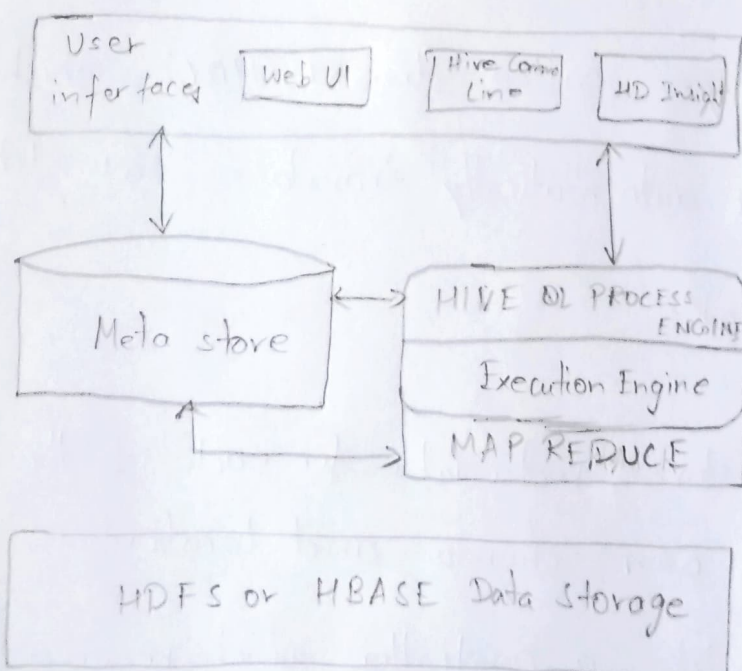 User
interfaces
Web UI
Hive Comma
Line
HD Insight
Meta store
HIVE QL PROCESS
ENGINE
Execution Engine
MAP REDUCE
HDFS or HBASE Data Storage